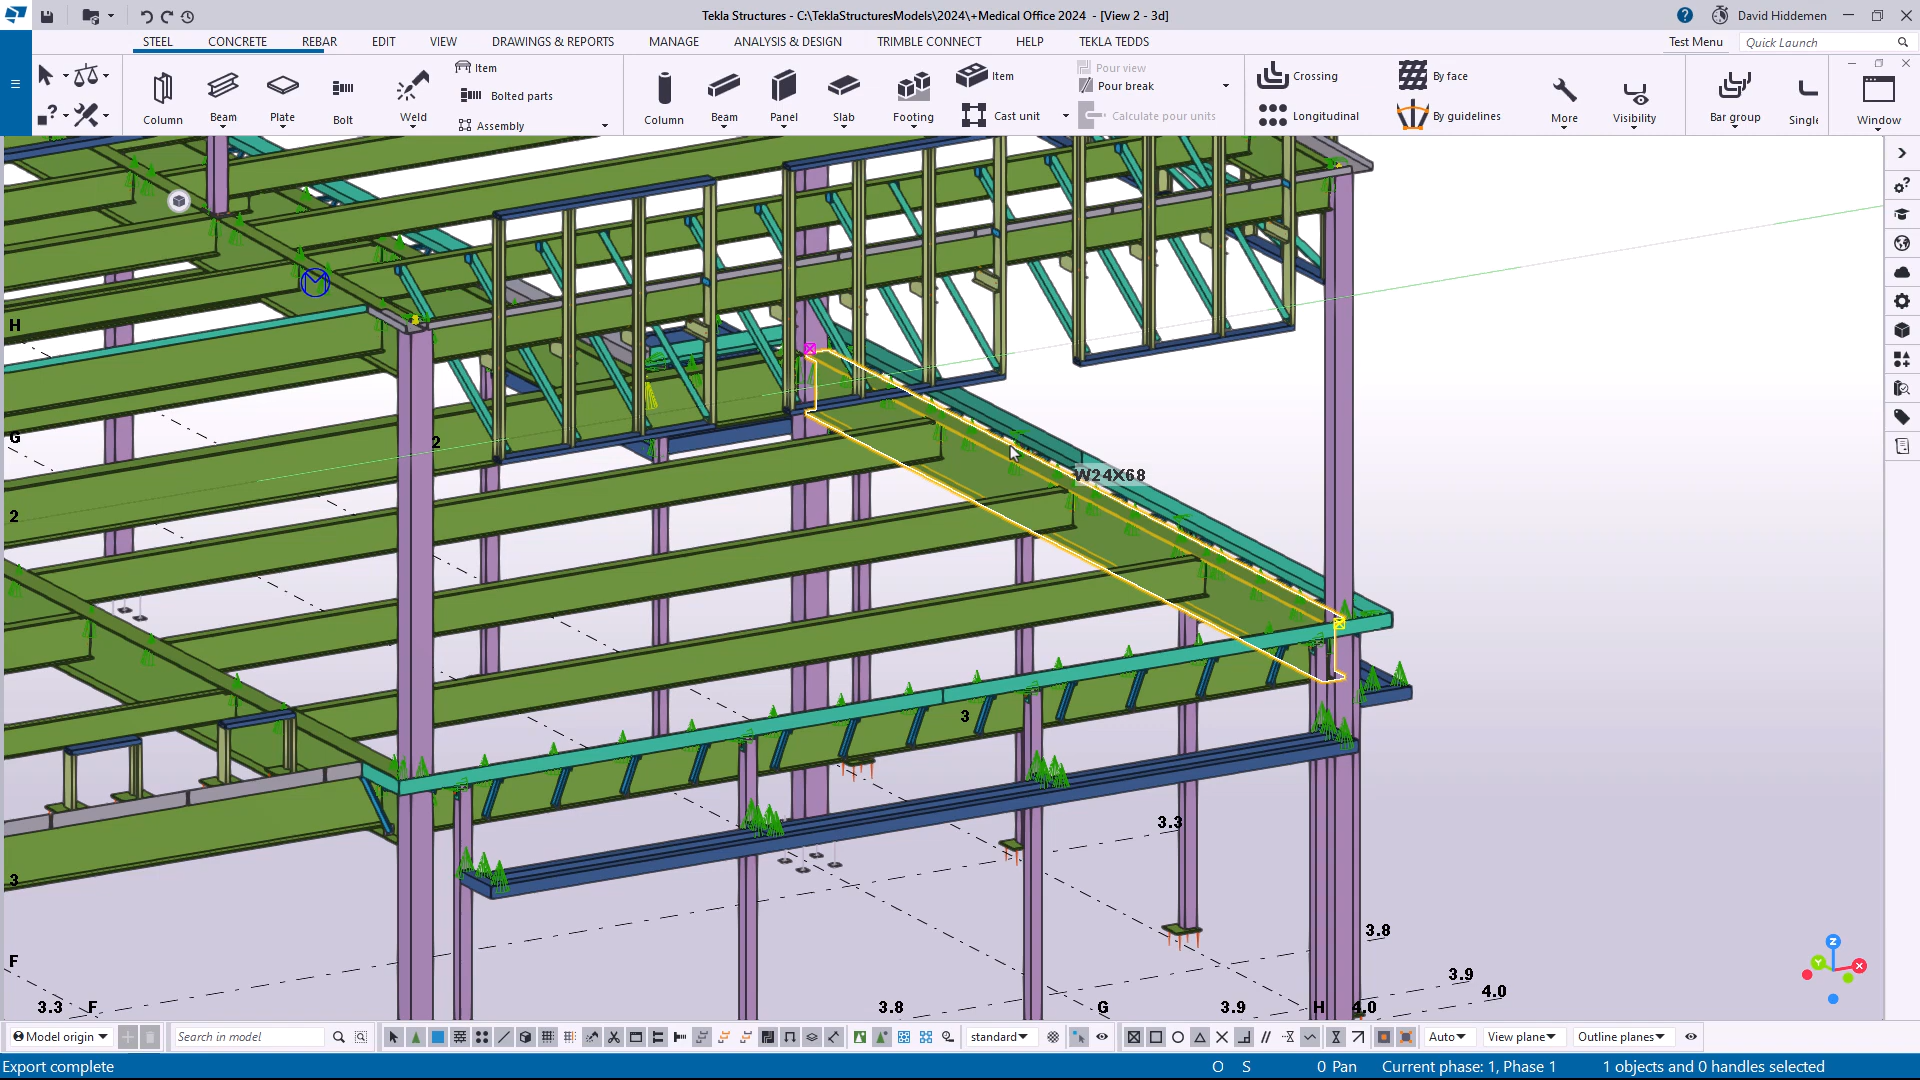 Tekla Structures - C:\TeklaStructuresModels\2024\+Medical Office 2024 - [View 2 - 3d]
David Hiddemen
STEEL CONCRETE REBAR EDIT VIEW DRAWINGS & REPORTS MANAGE ANALYSIS & DESIGN TRIMBLE CONNECT HELP TEKLA TEDDS
Test Menu Quick Launch
Column Beam Plate Bolt Weld
Item
Bolted parts
Assembly
Column Beam Panel Slab Footing
Item
Cast unit
Pour view
Pour break
Calculate pour units
Crossing
Longitudinal
By face
By guidelines
More Visibility Bar group Single Window
H
G
2
2
W24X68
3
3
3.3
F
3.8
3.9
4.0
3.3 F 3.8 G 3.9 H 4.0
Z
Y
X
Model origin Search in model standard Auto View plane Outline planes
Export complete O S 0 Pan Current phase: 1, Phase 1 1 objects and 0 handles selected